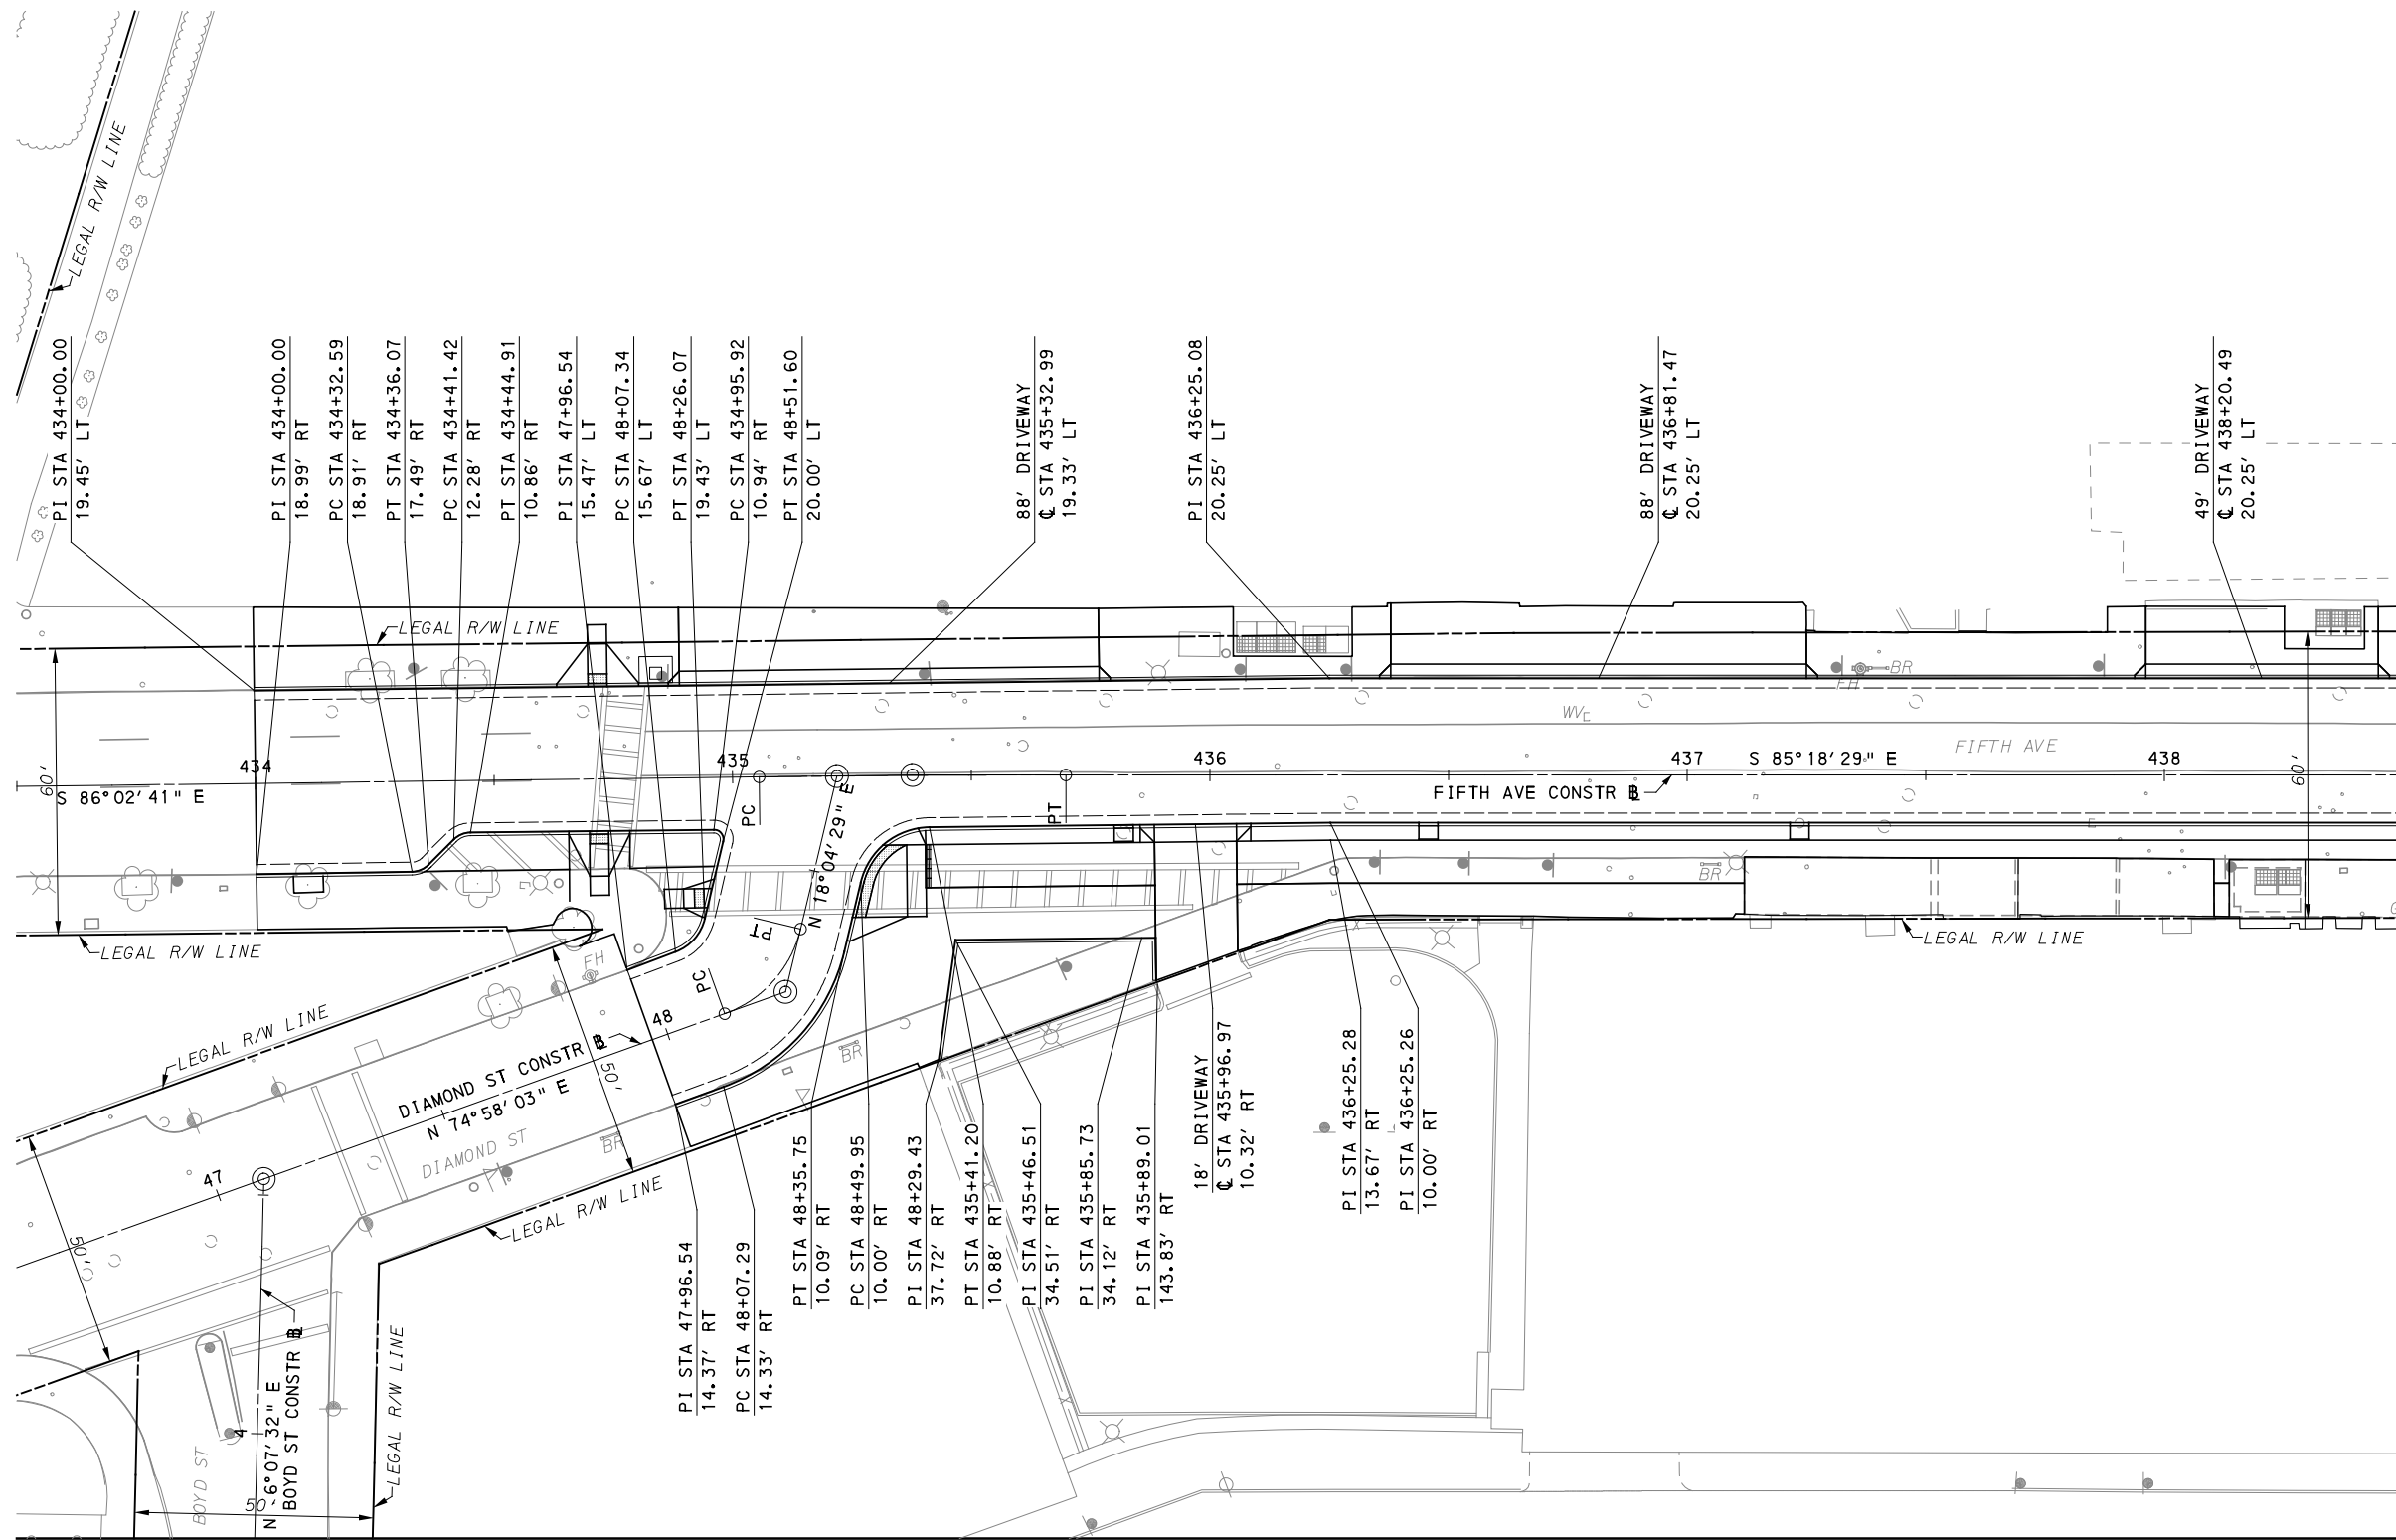 LEGAL R/W LINE
PI STA 434+00.00
19.45' LT
PI STA 434+00.00
18.99' RT
PC STA 434+32.59
18.91' RT
PT STA 434+36.07
17.49' RT
PC STA 434+41.42
12.28' RT
PT STA 434+44.91
10.86' RT
PI STA 47+96.54
15.47' LT
PC STA 48+07.34
15.67' LT
PT STA 48+26.07
19.43' LT
PC STA 434+95.92
10.94' RT
PT STA 48+51.60
20.00' LT
88' DRIVEWAY
℄ STA 435+32.99
19.33' LT
PI STA 436+25.08
20.25' LT
88' DRIVEWAY
℄ STA 436+81.47
20.25' LT
49' DRIVEWAY
℄ STA 438+20.49
20.25' LT
LEGAL R/W LINE
BR
FH
WV
FIFTH AVE
434
435
436
437
S 85°18'29" E
438
60'
S 86°02'41" E
FIFTH AVE CONSTR BL
60'
PC
PT
N 18°04'29" E
BR
LEGAL R/W LINE
LEGAL R/W LINE
PT
FH
PC
LEGAL R/W LINE
48
DIAMOND ST CONSTR BL
N 74°58'03" E
50'
DIAMOND ST
BR
BR
47
LEGAL R/W LINE
50'
PI STA 47+96.54
14.37' RT
PC STA 48+07.29
14.33' RT
PT STA 48+35.75
10.09' RT
PC STA 48+49.95
10.00' RT
PI STA 48+29.43
37.72' RT
PT STA 435+41.20
10.88' RT
PI STA 435+46.51
34.51' RT
PI STA 435+85.73
34.12' RT
PI STA 435+89.01
143.83' RT
18' DRIVEWAY
℄ STA 435+96.97
10.32' RT
PI STA 436+25.28
13.67' RT
PI STA 436+25.26
10.00' RT
4
N 6°07'32" E
BOYD ST CONSTR BL
LEGAL R/W LINE
BOYD ST
50'